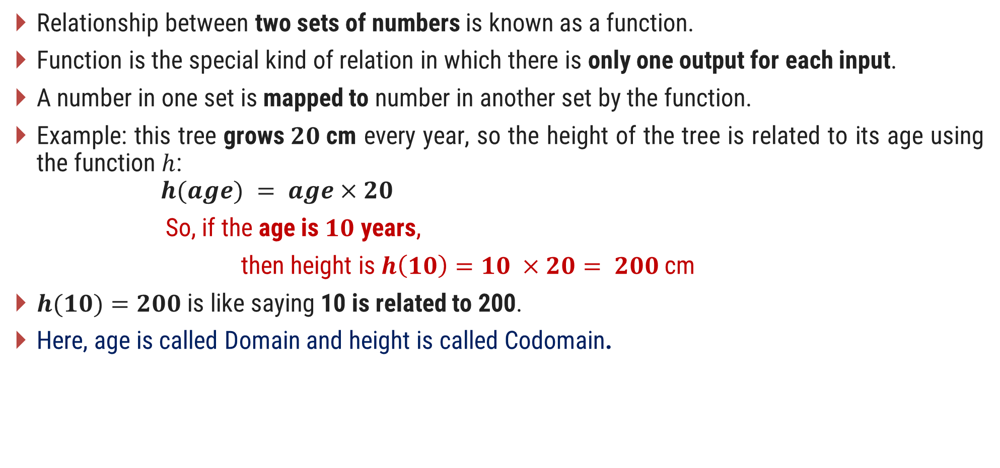 Relationship between two sets of numbers is known as a function.
Function is the special kind of relation in which there is only one output for each input.
A number in one set is mapped to number in another set by the function.
Example: this tree grows 20 cm every year, so the height of the tree is related to its age using
the function h:
h(age) = age × 20
So, if the age is 10 years,
then height is h(10) = 10 × 20 = 200 cm
h(10) = 200 is like saying 10 is related to 200.
Here, age is called Domain and height is called Codomain.